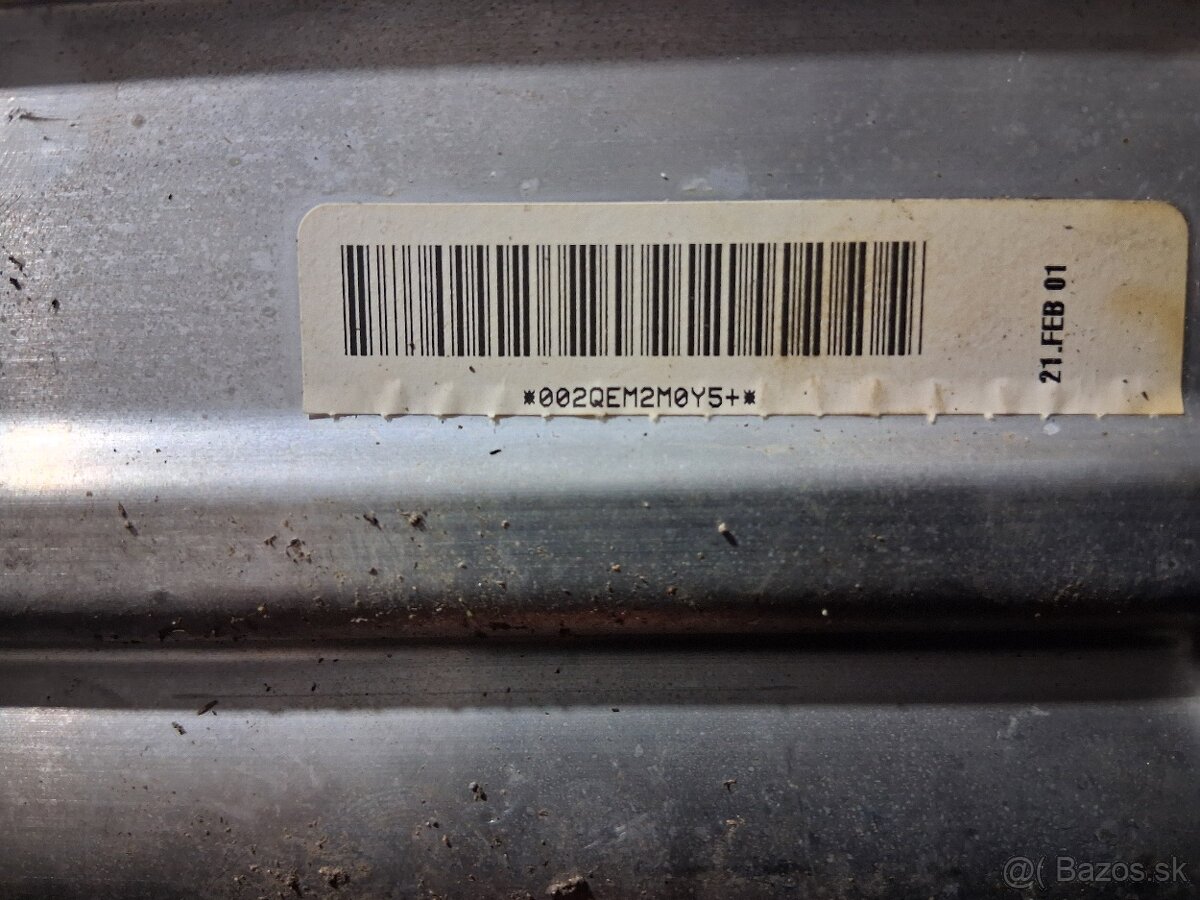 *002QEM2M0Y5+*
21.FEB 01
@( Bazos.sk